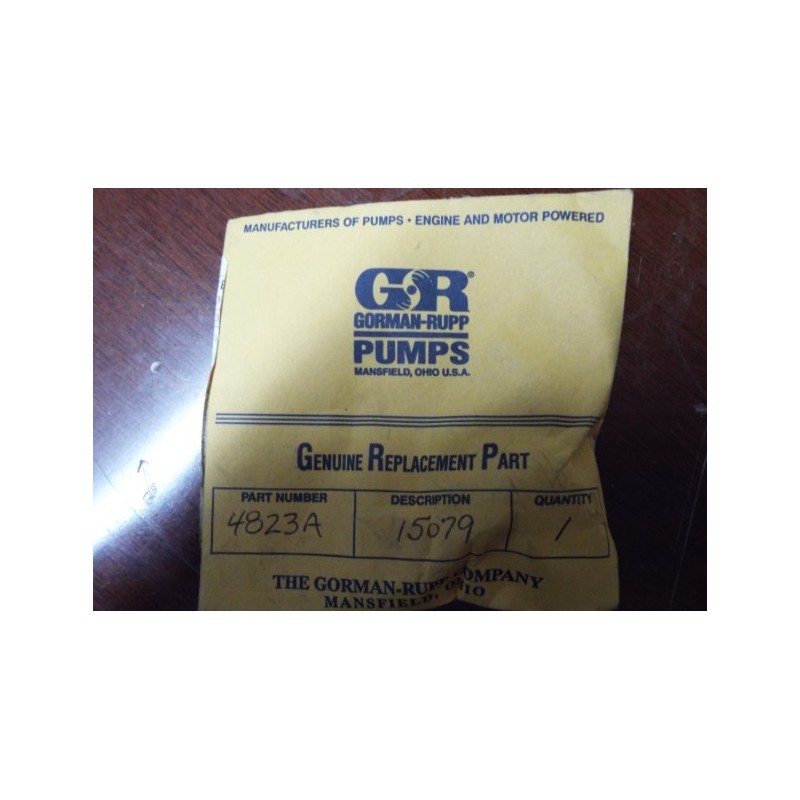 MANUFACTURERS OF PUMPS • ENGINE AND MOTOR POWERED
GR®
GORMAN-RUPP
PUMPS
MANSFIELD, OHIO U.S.A.
GENUINE REPLACEMENT PART
PART NUMBER DESCRIPTION QUANTITY
4823A 15079 1
THE GORMAN-RUPP COMPANY
MANSFIELD, OHIO